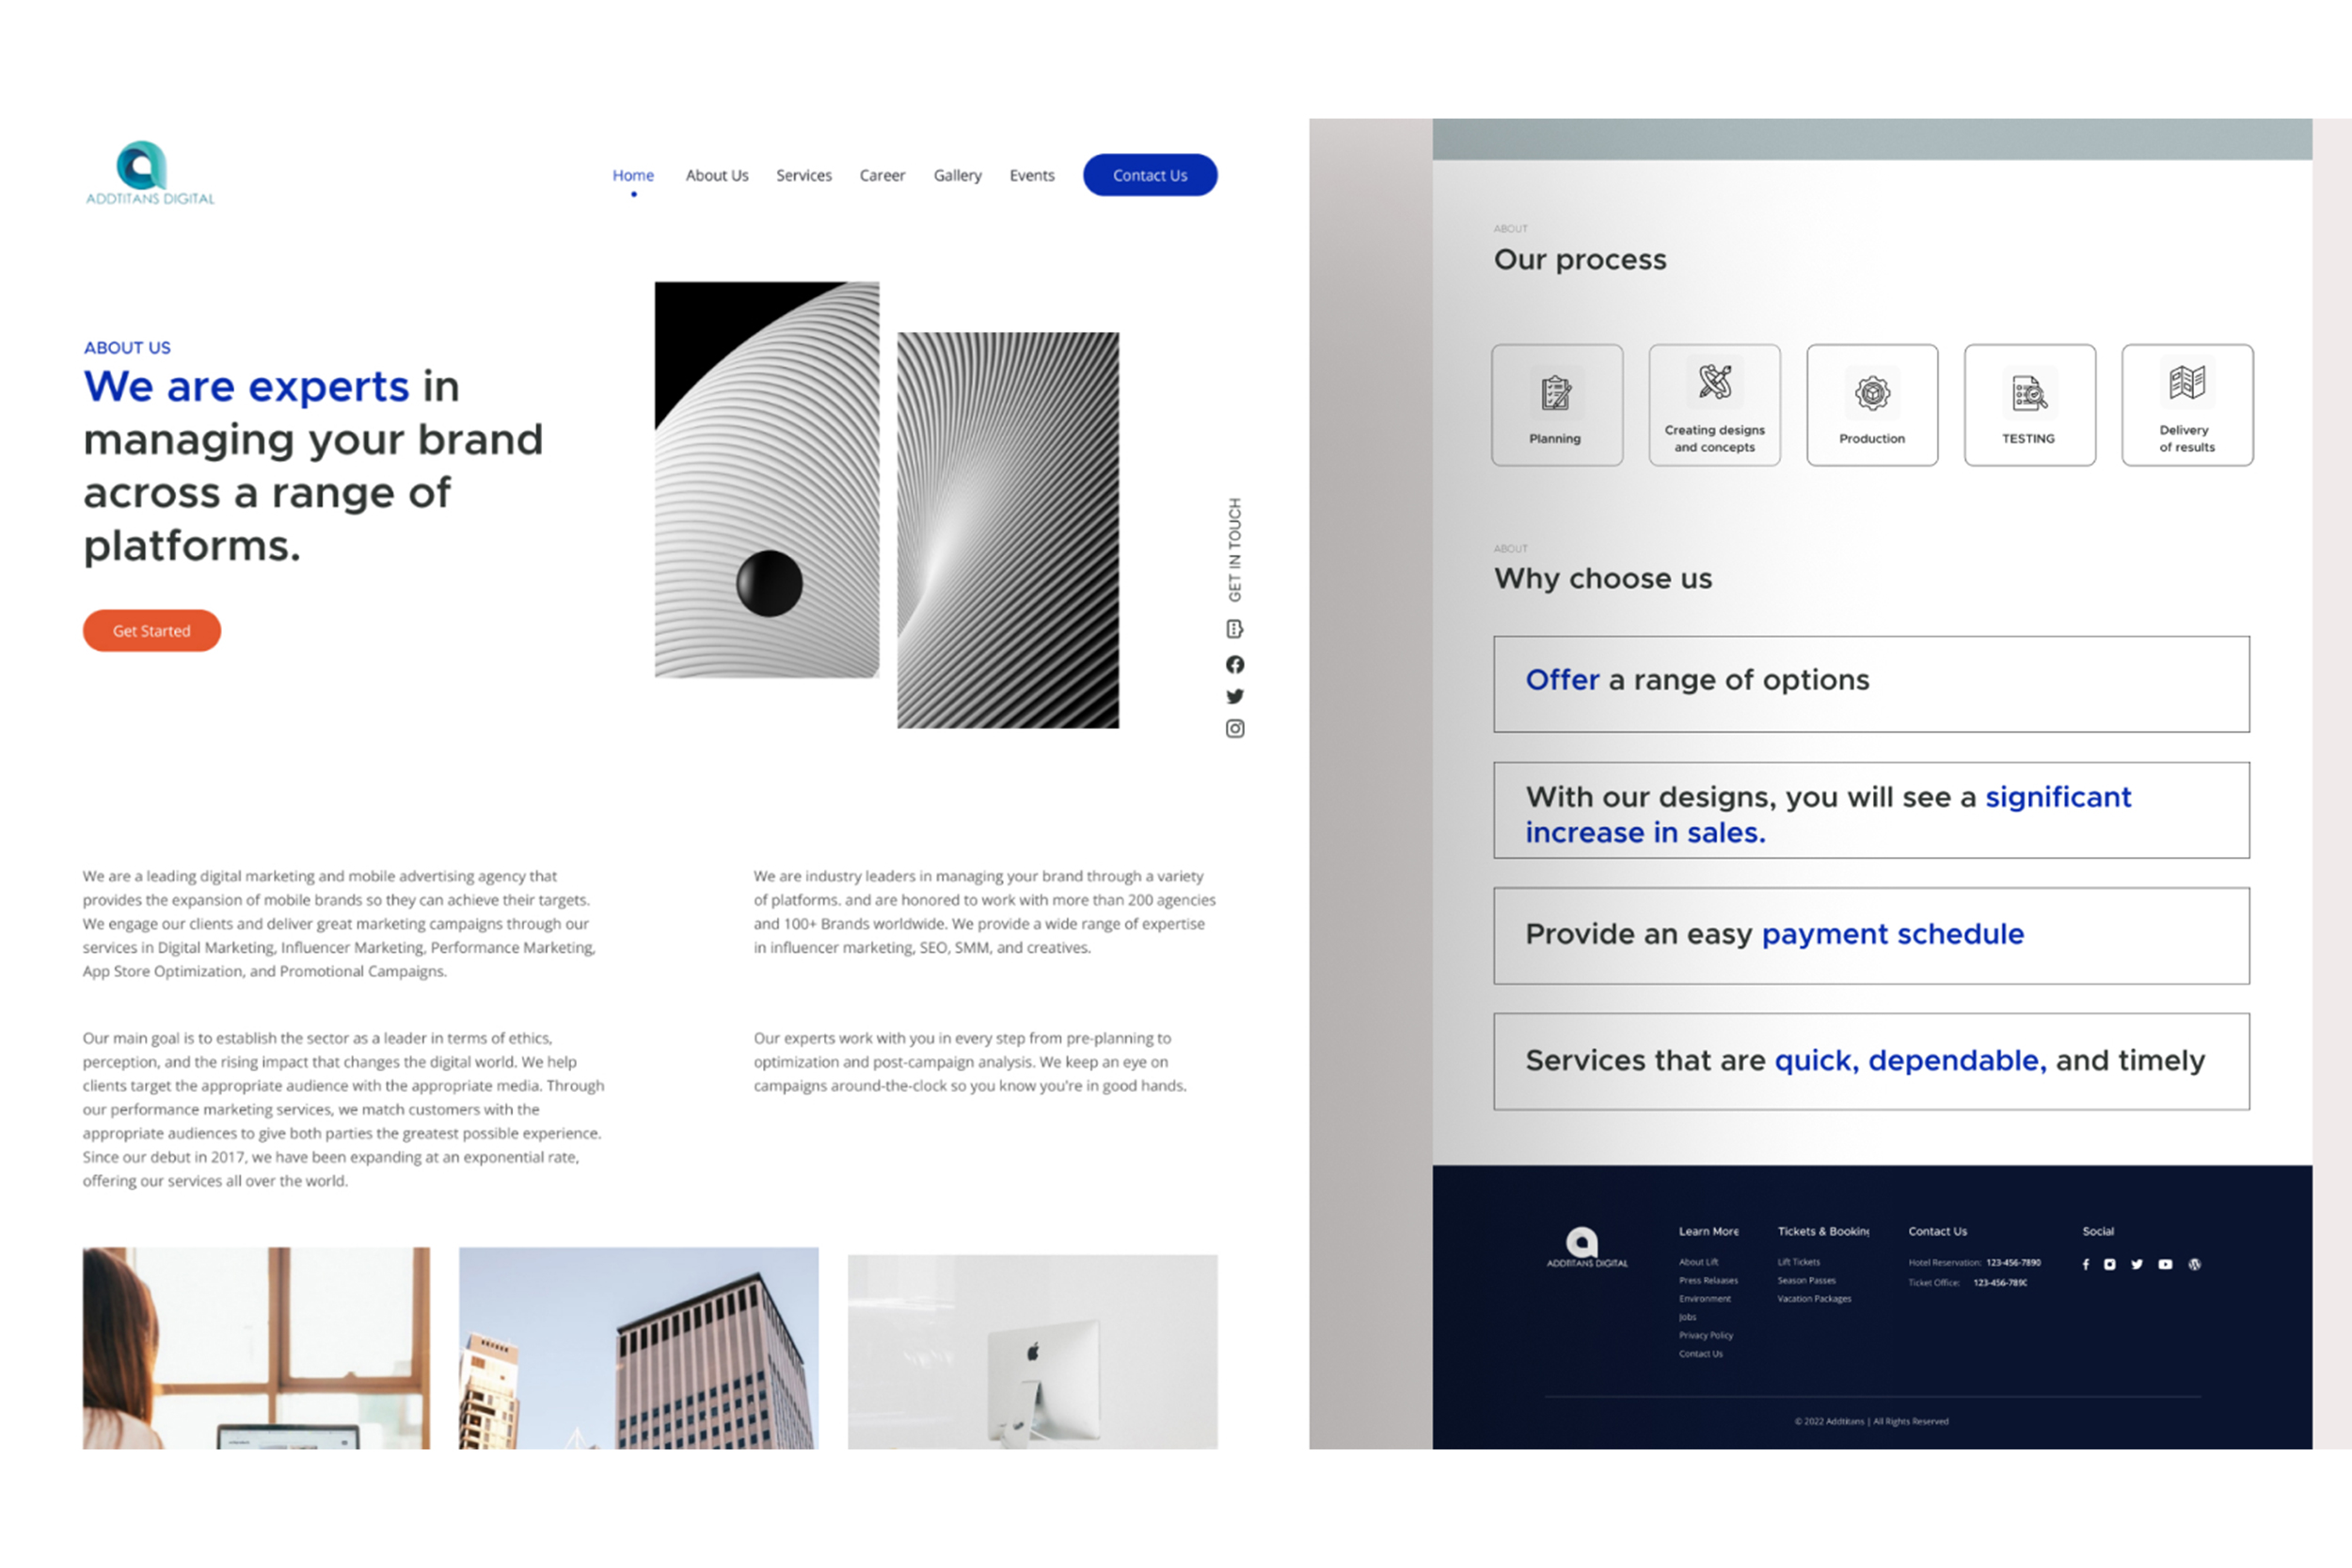 ADDTITANS DIGITAL
Home About Us Services Career Gallery Events Contact Us
ABOUT US
We are experts in
managing your brand
across a range of
platforms.
Get Started
GET IN TOUCH
We are a leading digital marketing and mobile advertising agency that
provides the expansion of mobile brands so they can achieve their targets.
We engage our clients and deliver great marketing campaigns through our
services in Digital Marketing, Influencer Marketing, Performance Marketing,
App Store Optimization, and Promotional Campaigns.
We are industry leaders in managing your brand through a variety
of platforms. and are honored to work with more than 200 agencies
and 100+ Brands worldwide. We provide a wide range of expertise
in influencer marketing, SEO, SMM, and creatives.
Our main goal is to establish the sector as a leader in terms of ethics,
perception, and the rising impact that changes the digital world. We help
clients target the appropriate audience with the appropriate media. Through
our performance marketing services, we match customers with the
appropriate audiences to give both parties the greatest possible experience.
Since our debut in 2017, we have been expanding at an exponential rate,
offering our services all over the world.
Our experts work with you in every step from pre-planning to
optimization and post-campaign analysis. We keep an eye on
campaigns around-the-clock so you know you're in good hands.
ABOUT
Our process
Planning
Creating designs
and concepts
Production
TESTING
Delivery
of results
ABOUT
Why choose us
Offer a range of options
With our designs, you will see a significant
increase in sales.
Provide an easy payment schedule
Services that are quick, dependable, and timely
ADDTITANS DIGITAL
Learn More
About Lift
Press Relaases
Environment
Jobs
Privacy Policy
Contact Us
Tickets & Booking
Lift Tickets
Season Passes
Vacation Packages
Contact Us
Hotel Reservation: 123-456-7890
Ticket Office: 123-456-789C
Social
© 2022 Addtitans | All Rights Reserved